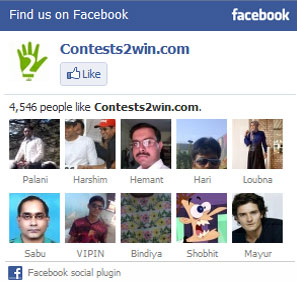 Find us on Facebook facebook
Contests2win.com
Like
4,546 people like Contests2win.com.
Palani Harshim Hemant Hari Loubna
Sabu VIPIN Bindiya Shobhit Mayur
Facebook social plugin